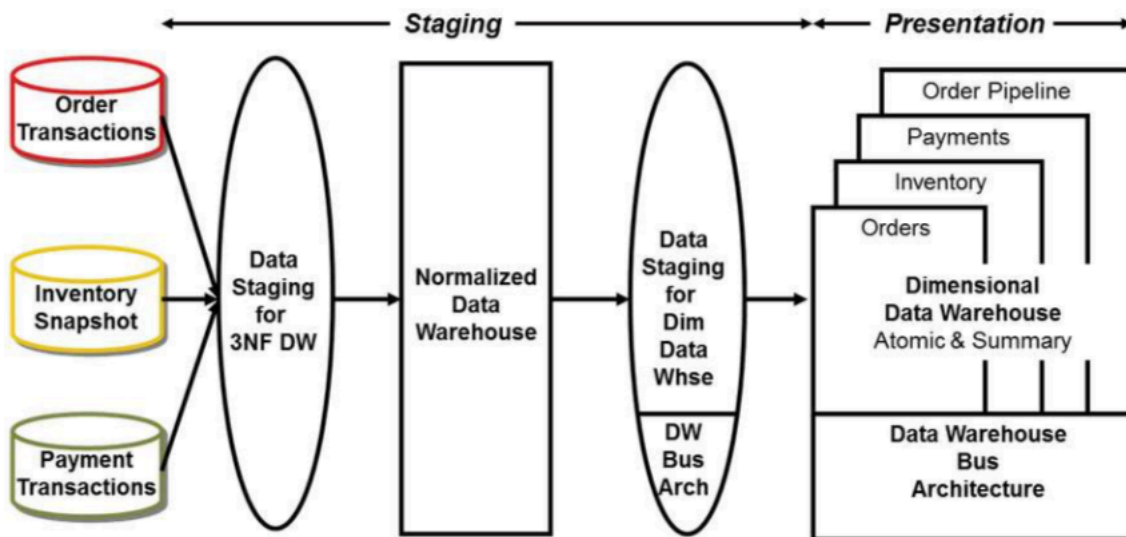 Staging
Presentation
Order
Transactions
Inventory
Snapshot
Payment
Transactions
Data
Staging
for
3NF DW
Normalized
Data
Warehouse
Data
Staging
for
Dim
Data
Whse
DW
Bus
Arch
Order Pipeline
Payments
Inventory
Orders
Dimensional
Data Warehouse
Atomic & Summary
Data Warehouse
Bus
Architecture